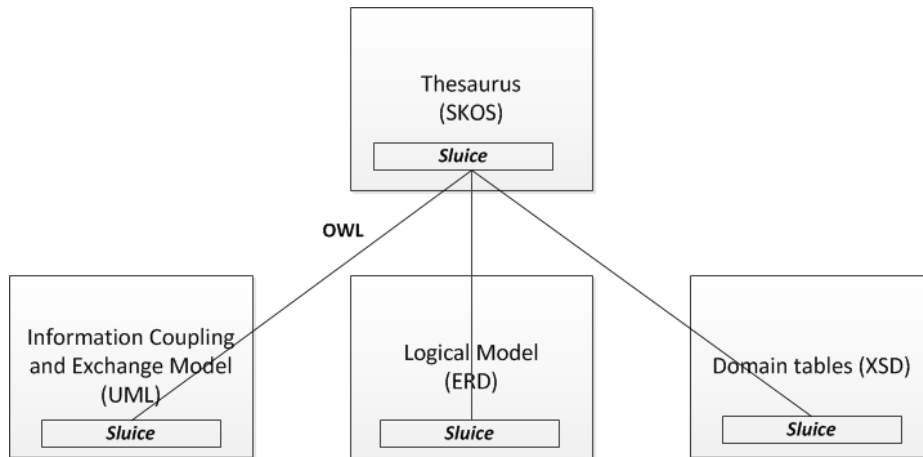 Thesaurus
(SKOS)
Sluice
OWL
Information Coupling
and Exchange Model
(UML)
Sluice
Logical Model
(ERD)
Sluice
Domain tables (XSD)
Sluice